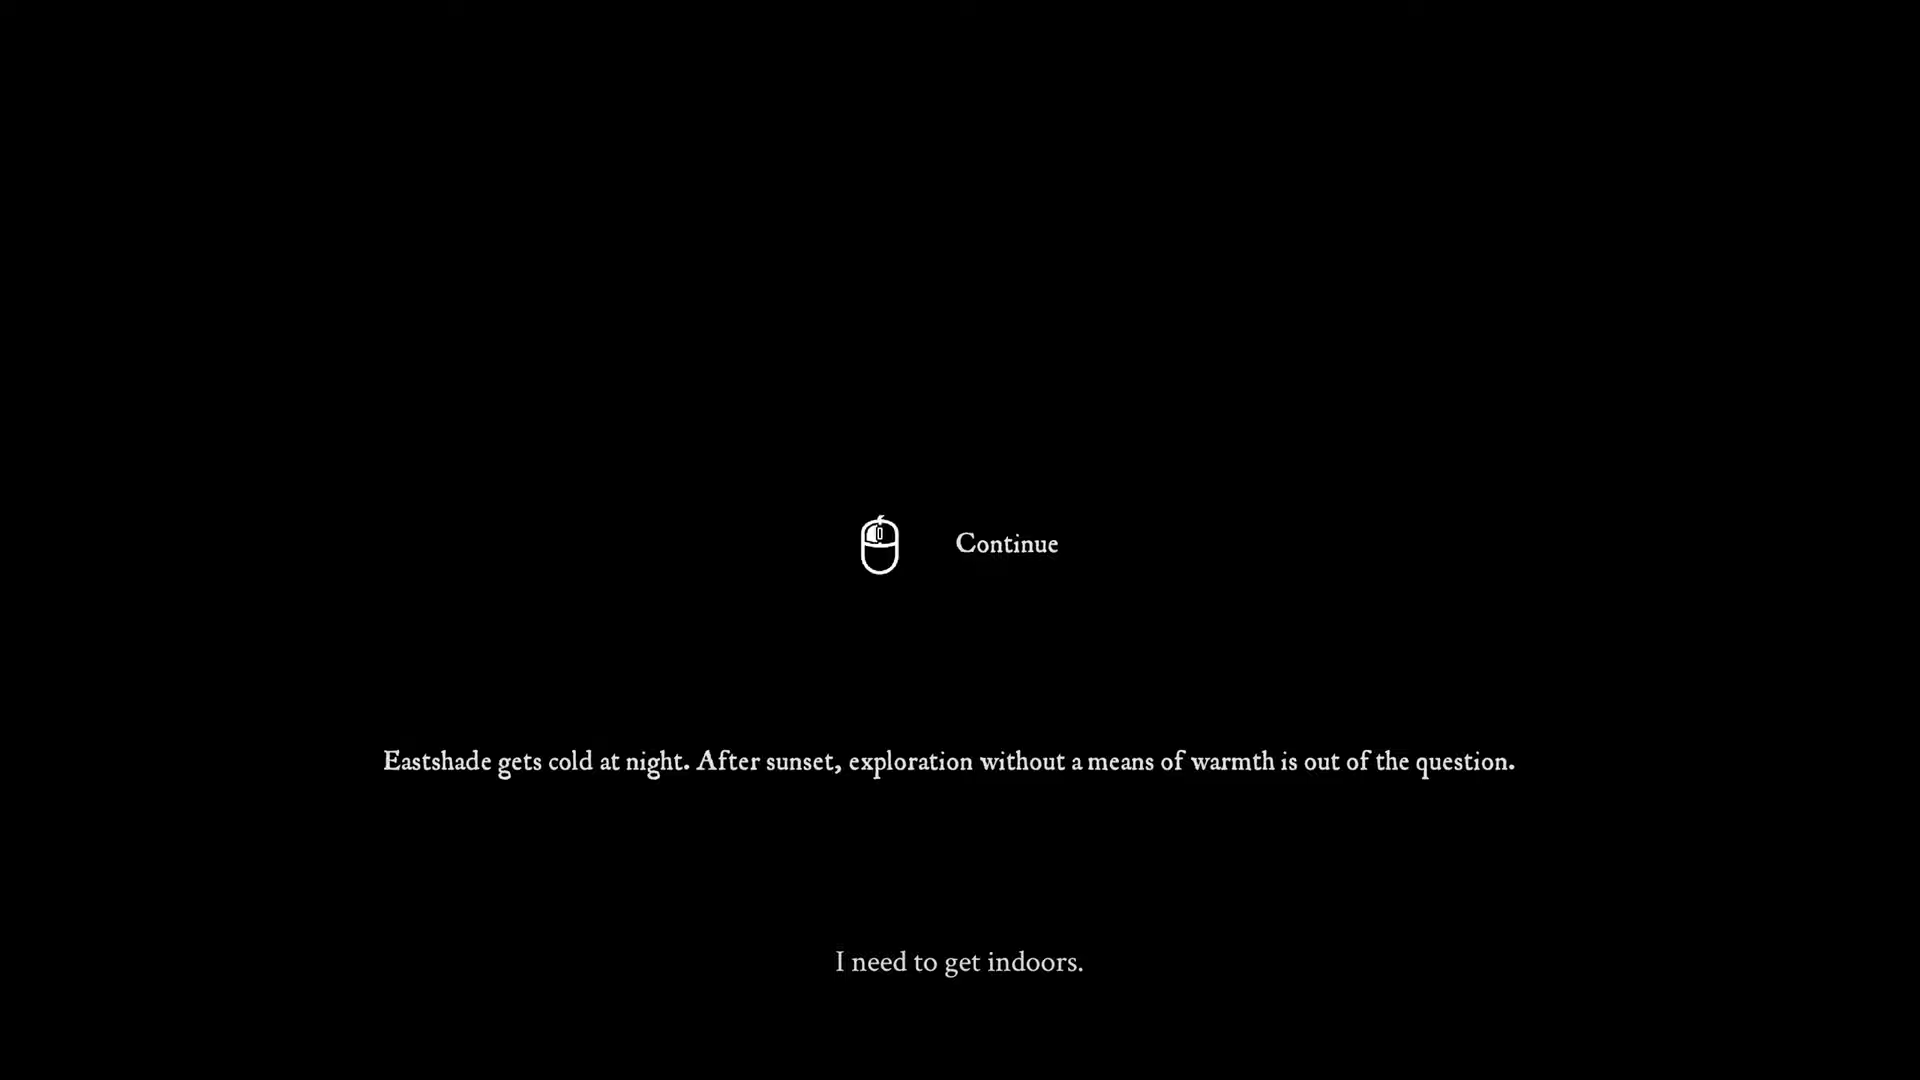 Continue
Eastshade gets cold at night. After sunset, exploration without a means of warmth is out of the question.
I need to get indoors.